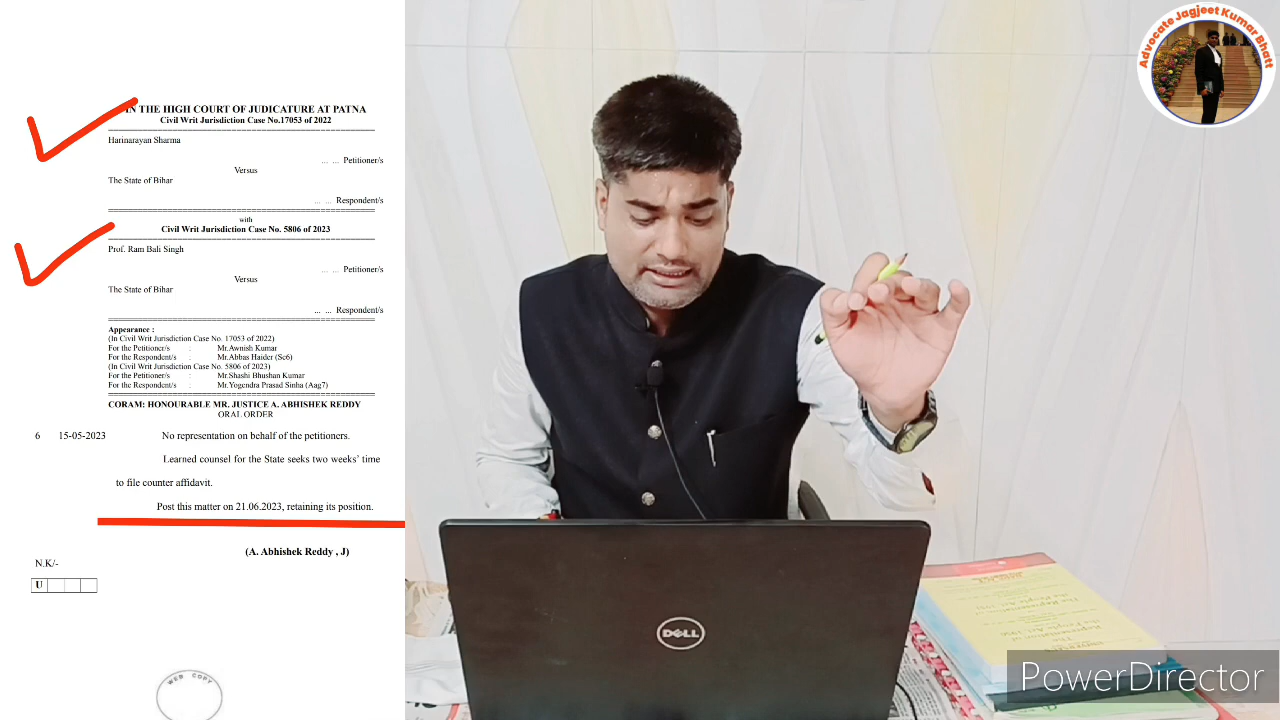 IN THE HIGH COURT OF JUDICATURE AT PATNA
Civil Writ Jurisdiction Case No.17053 of 2022
Harinarayan Sharma
... ... Petitioner/s
Versus
The State of Bihar
... ... Respondent/s
with
Civil Writ Jurisdiction Case No. 5806 of 2023
Prof. Ram Bali Singh
... ... Petitioner/s
Versus
The State of Bihar
... ... Respondent/s
Appearance :
(In Civil Writ Jurisdiction Case No. 17053 of 2022)
For the Petitioner/s : Mr.Awnish Kumar
For the Respondent/s : Mr.Abbas Haider (Sc6)
(In Civil Writ Jurisdiction Case No. 5806 of 2023)
For the Petitioner/s : Mr.Shashi Bhushan Kumar
For the Respondent/s : Mr.Yogendra Prasad Sinha (Aag7)
CORAM: HONOURABLE MR. JUSTICE A. ABHISHEK REDDY
ORAL ORDER
6 15-05-2023 No representation on behalf of the petitioners.
Learned counsel for the State seeks two weeks' time
to file counter affidavit.
Post this matter on 21.06.2023, retaining its position.
(A. Abhishek Reddy , J)
N.K/-
U
WEB COPY
Advocate Jagjeet Kumar Bhatt
DELL
PowerDirector